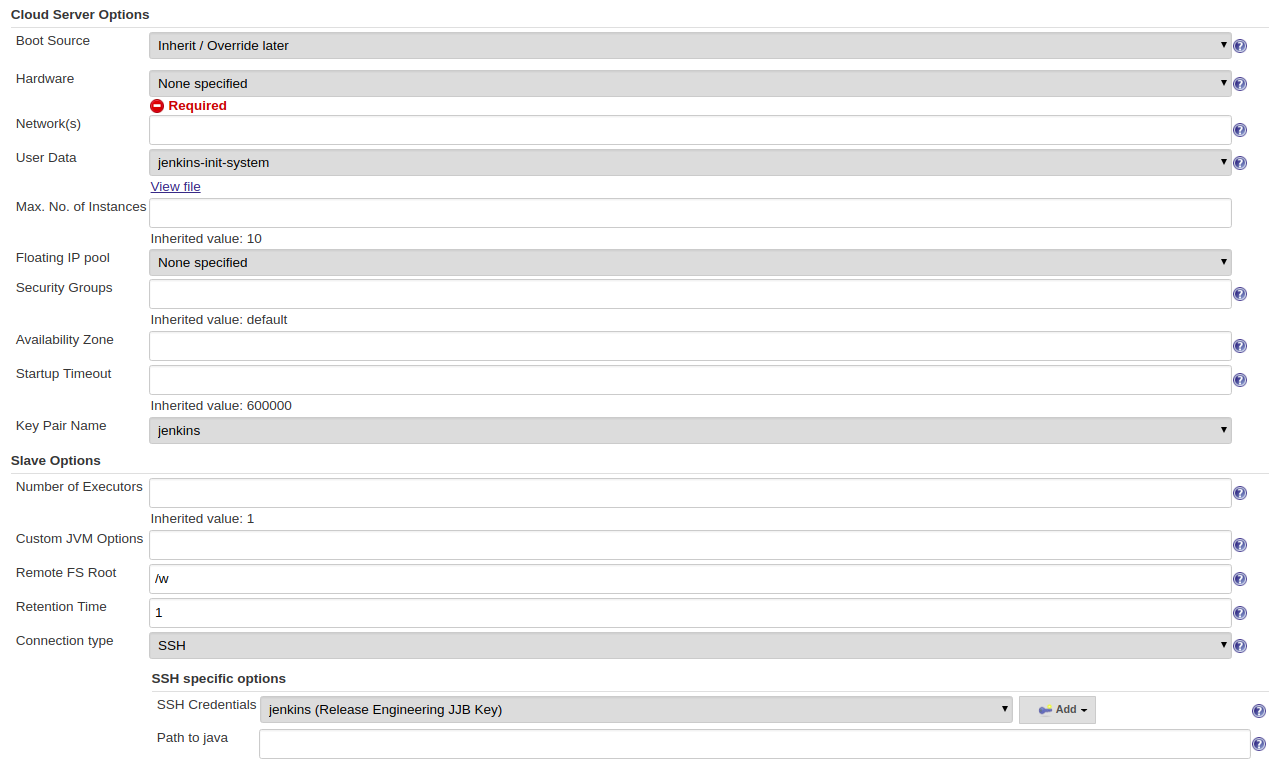 Cloud Server Options
Boot Source
Inherit / Override later
Hardware
None specified
Required
Network(s)
User Data
jenkins-init-system
View file
Max. No. of Instances
Inherited value: 10
Floating IP pool
None specified
Security Groups
Inherited value: default
Availability Zone
Startup Timeout
Inherited value: 600000
Key Pair Name
jenkins
Slave Options
Number of Executors
Inherited value: 1
Custom JVM Options
Remote FS Root
/w
Retention Time
1
Connection type
SSH
SSH specific options
SSH Credentials
jenkins (Release Engineering JJB Key)
Add
Path to java